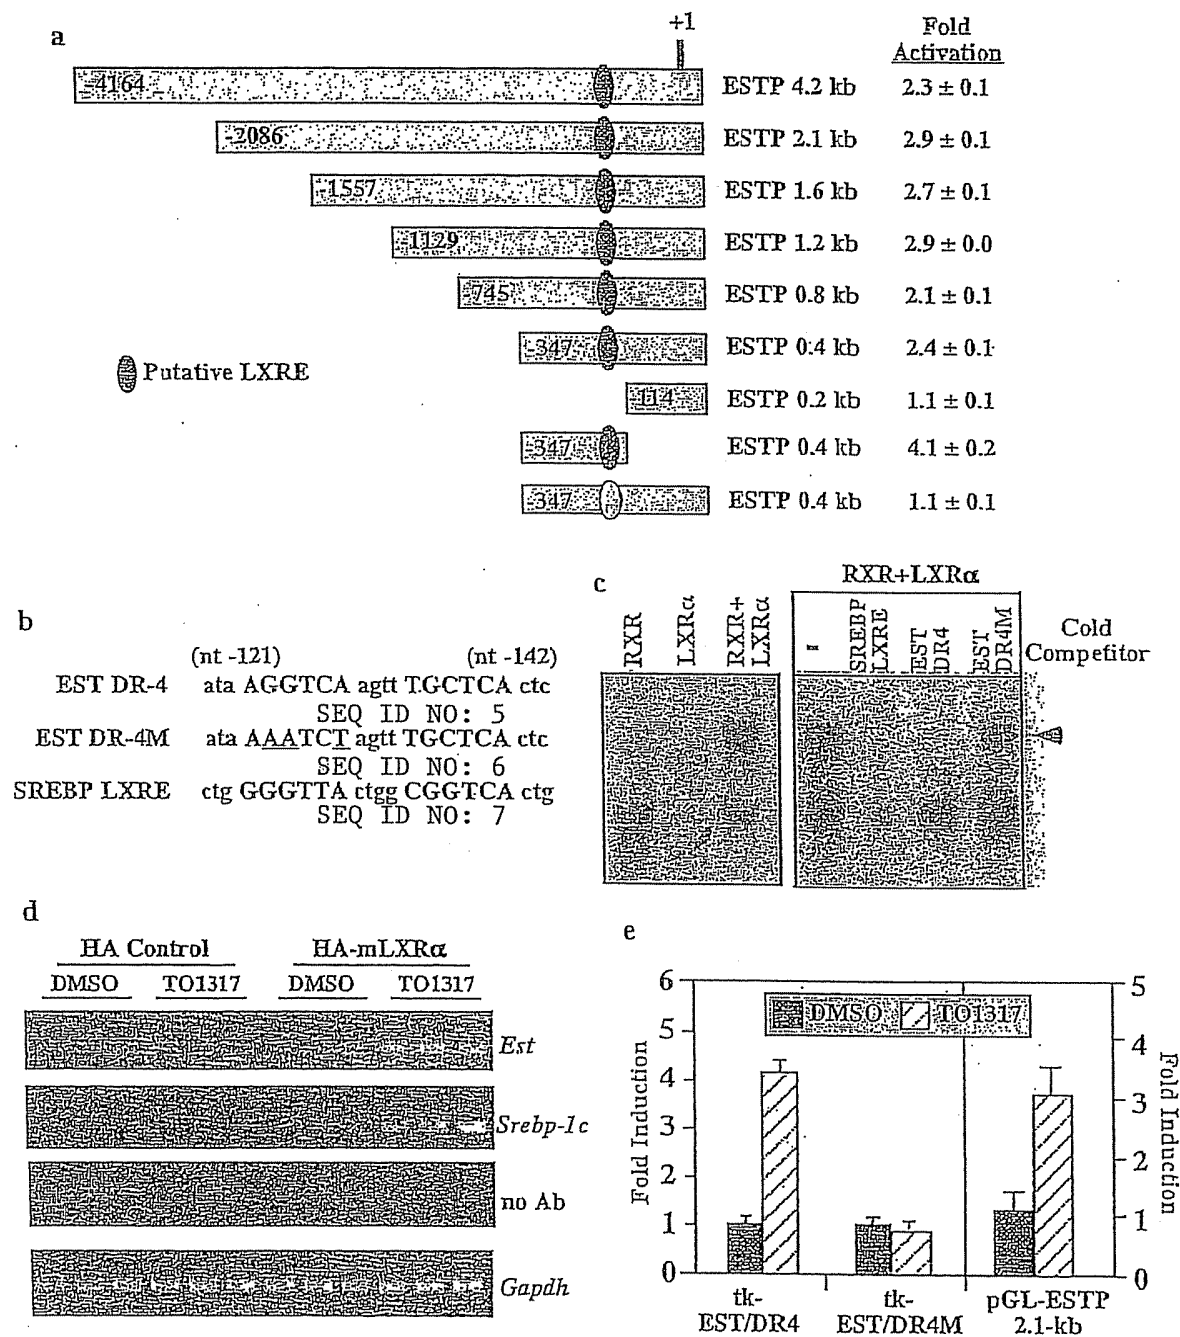 a
+1
Fold
Activation
-4164 ESTP 4.2 kb 2.3 ± 0.1
-2086 ESTP 2.1 kb 2.9 ± 0.1
-1557 ESTP 1.6 kb 2.7 ± 0.1
-1129 ESTP 1.2 kb 2.9 ± 0.0
-745 ESTP 0.8 kb 2.1 ± 0.1
-347 ESTP 0.4 kb 2.4 ± 0.1
Putative LXRE
-114 ESTP 0.2 kb 1.1 ± 0.1
-347 ESTP 0.4 kb 4.1 ± 0.2
-347 ESTP 0.4 kb 1.1 ± 0.1
b
(nt -121) (nt -142)
EST DR-4 ata AGGTCA agtt TGCTCA ctc
SEQ ID NO: 5
EST DR-4M ata AAATCT agtt TGCTCA ctc
SEQ ID NO: 6
SREBP LXRE ctg GGGTTA ctgg CGGTCA ctg
SEQ ID NO: 7
c
RXR+LXRα
RXR
LXRα
RXR+
LXRα
-
SREBP
LXRE
EST
DR4
EST
DR4M
Cold
Competitor
d
HA Control HA-mLXRα
DMSO TO1317 DMSO TO1317
Est
Srebp-1c
no Ab
Gapdh
e
DMSO TO1317
Fold Induction
6
5
4
3
2
1
0
5
4
3
2
1
0
Fold Induction
tk-
EST/DR4
tk-
EST/DR4M
pGL-ESTP
2.1-kb